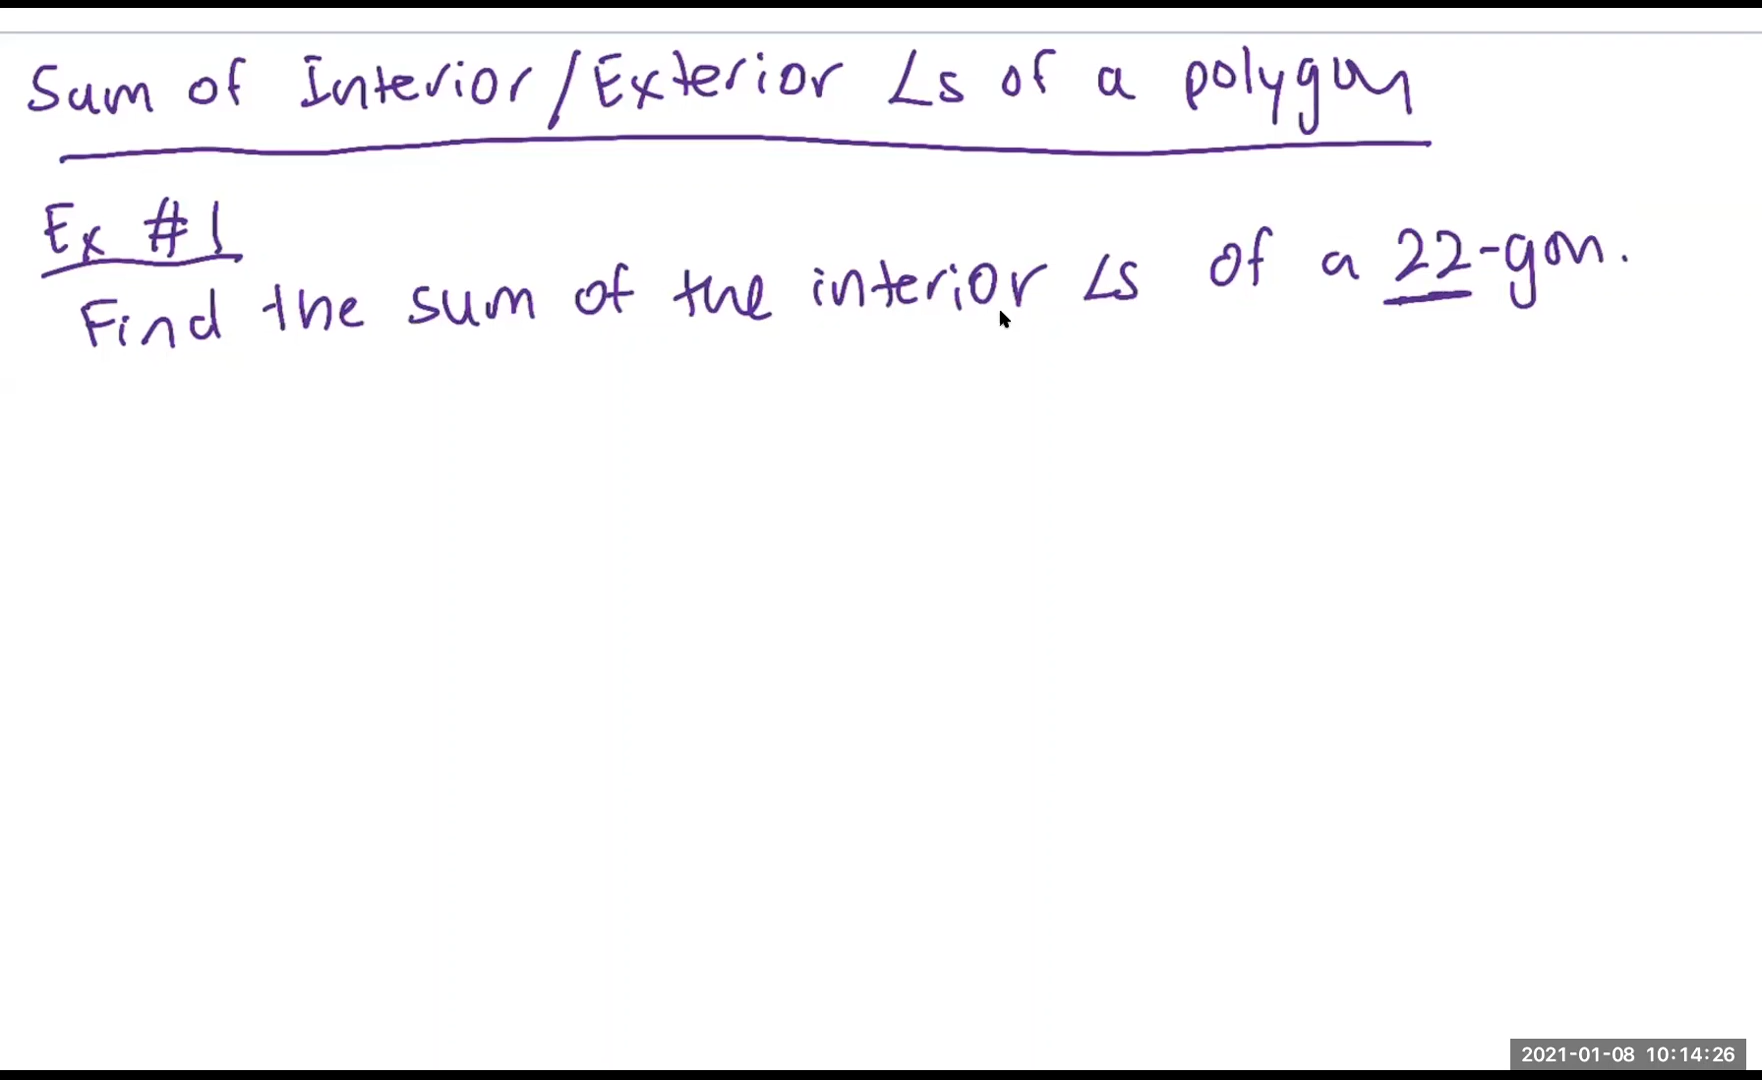 Sum of Interior/Exterior ∠s of a polygon
Ex #1
Find the sum of the interior ∠s of a 22-gon.
2021-01-08 10:14:26